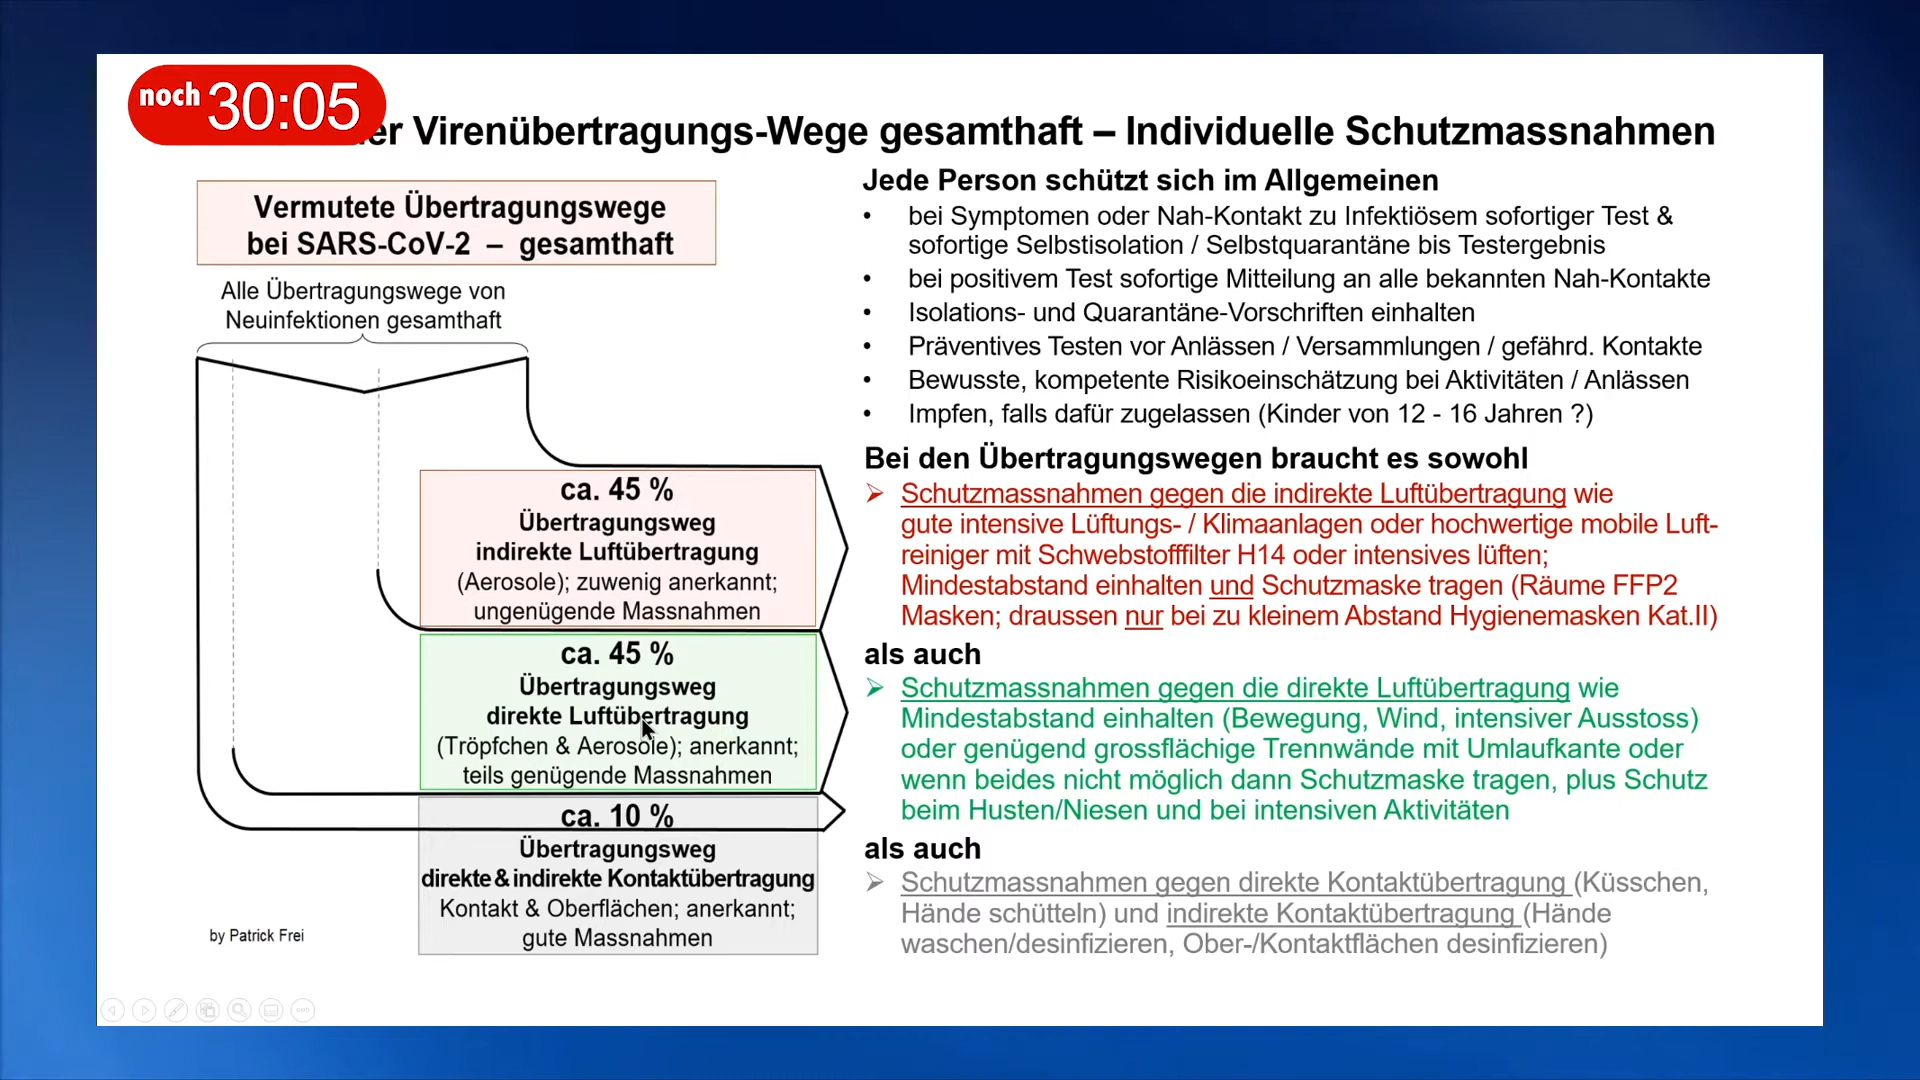 noch 30:05
er Virenübertragungs-Wege gesamthaft – Individuelle Schutzmassnahmen
Vermutete Übertragungswege
bei SARS-CoV-2 – gesamthaft
Alle Übertragungswege von
Neuinfektionen gesamthaft
ca. 45 %
Übertragungsweg
indirekte Luftübertragung
(Aerosole); zuwenig anerkannt;
ungenügende Massnahmen
ca. 45 %
Übertragungsweg
direkte Luftübertragung
(Tröpfchen & Aerosole); anerkannt;
teils genügende Massnahmen
ca. 10 %
Übertragungsweg
direkte & indirekte Kontaktübertragung
Kontakt & Oberflächen; anerkannt;
gute Massnahmen
by Patrick Frei
Jede Person schützt sich im Allgemeinen
• bei Symptomen oder Nah-Kontakt zu Infektiösem sofortiger Test &
sofortige Selbstisolation / Selbstquarantäne bis Testergebnis
• bei positivem Test sofortige Mitteilung an alle bekannten Nah-Kontakte
• Isolations- und Quarantäne-Vorschriften einhalten
• Präventives Testen vor Anlässen / Versammlungen / gefährd. Kontakte
• Bewusste, kompetente Risikoeinschätzung bei Aktivitäten / Anlässen
• Impfen, falls dafür zugelassen (Kinder von 12 - 16 Jahren ?)
Bei den Übertragungswegen braucht es sowohl
➢ Schutzmassnahmen gegen die indirekte Luftübertragung wie
gute intensive Lüftungs- / Klimaanlagen oder hochwertige mobile Luft-
reiniger mit Schwebstofffilter H14 oder intensives lüften;
Mindestabstand einhalten und Schutzmaske tragen (Räume FFP2
Masken; draussen nur bei zu kleinem Abstand Hygienemasken Kat.II)
als auch
➢ Schutzmassnahmen gegen die direkte Luftübertragung wie
Mindestabstand einhalten (Bewegung, Wind, intensiver Ausstoss)
oder genügend grossflächige Trennwände mit Umlaufkante oder
wenn beides nicht möglich dann Schutzmaske tragen, plus Schutz
beim Husten/Niesen und bei intensiven Aktivitäten
als auch
➢ Schutzmassnahmen gegen direkte Kontaktübertragung (Küsschen,
Hände schütteln) und indirekte Kontaktübertragung (Hände
waschen/desinfizieren, Ober-/Kontaktflächen desinfizieren)